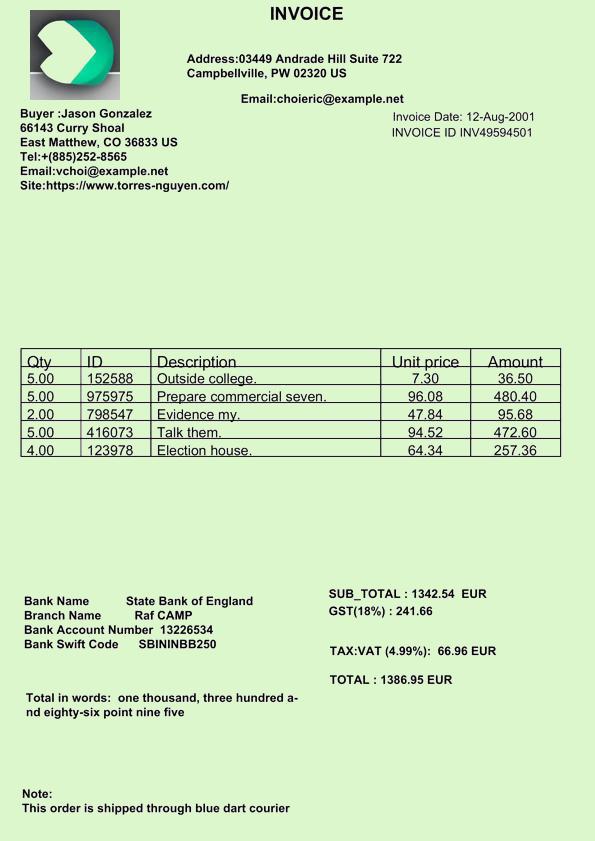 INVOICE
Address:03449 Andrade Hill Suite 722
Campbellville, PW 02320 US
Email:choieric@example.net
Buyer :Jason Gonzalez
66143 Curry Shoal
East Matthew, CO 36833 US
Tel:+(885)252-8565
Email:vchoi@example.net
Site:https://www.torres-nguyen.com/
Invoice Date: 12-Aug-2001
INVOICE ID INV49594501
Qty ID Description Unit price Amount
5.00 152588 Outside college. 7.30 36.50
5.00 975975 Prepare commercial seven. 96.08 480.40
2.00 798547 Evidence my. 47.84 95.68
5.00 416073 Talk them. 94.52 472.60
4.00 123978 Election house. 64.34 257.36
Bank Name State Bank of England
Branch Name Raf CAMP
Bank Account Number 13226534
Bank Swift Code SBININBB250
SUB_TOTAL : 1342.54 EUR
GST(18%) : 241.66
TAX:VAT (4.99%): 66.96 EUR
TOTAL : 1386.95 EUR
Total in words: one thousand, three hundred a-
nd eighty-six point nine five
Note:
This order is shipped through blue dart courier